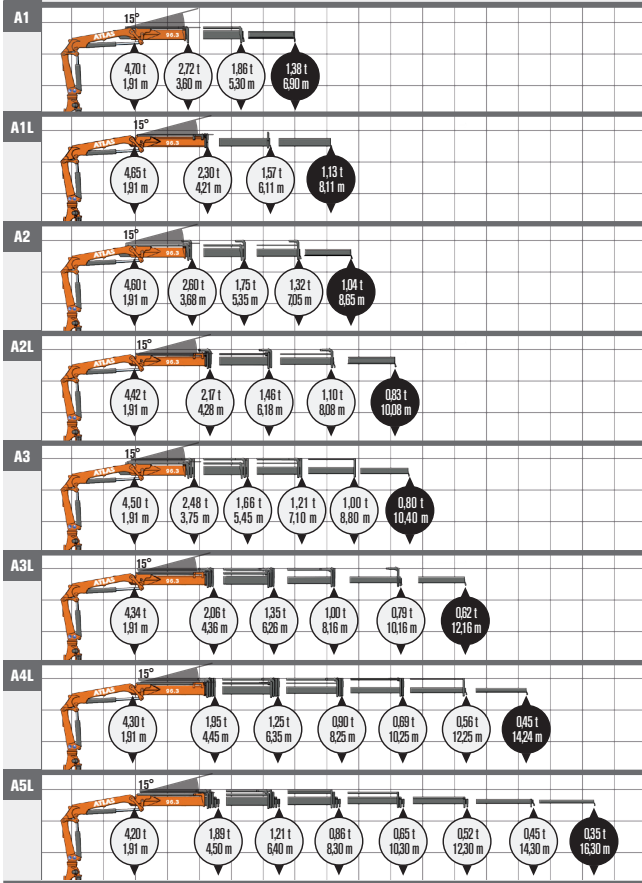 A1
15°
ATLAS 96.3
4,70 t 2,72 t 1,86 t 1,38 t
1,91 m 3,60 m 5,30 m 6,90 m
A1L
15°
ATLAS 96.3
4,65 t 2,30 t 1,57 t 1,13 t
1,91 m 4,21 m 6,11 m 8,11 m
A2
15°
ATLAS 96.3
4,60 t 2,60 t 1,75 t 1,32 t 1,04 t
1,91 m 3,68 m 5,35 m 7,05 m 8,65 m
A2L
15°
ATLAS 96.3
4,42 t 2,17 t 1,46 t 1,10 t 0,83 t
1,91 m 4,28 m 6,18 m 8,08 m 10,08 m
A3
15°
ATLAS 96.3
4,50 t 2,48 t 1,66 t 1,21 t 1,00 t 0,80 t
1,91 m 3,75 m 5,45 m 7,10 m 8,80 m 10,40 m
A3L
15°
ATLAS 96.3
4,34 t 2,06 t 1,35 t 1,00 t 0,79 t 0,62 t
1,91 m 4,36 m 6,26 m 8,16 m 10,16 m 12,16 m
A4L
15°
ATLAS 96.3
4,30 t 1,95 t 1,25 t 0,90 t 0,69 t 0,56 t 0,45 t
1,91 m 4,45 m 6,35 m 8,25 m 10,25 m 12,25 m 14,24 m
A5L
15°
ATLAS 96.3
4,20 t 1,89 t 1,21 t 0,86 t 0,65 t 0,52 t 0,45 t 0,35 t
1,91 m 4,50 m 6,40 m 8,30 m 10,30 m 12,30 m 14,30 m 16,30 m